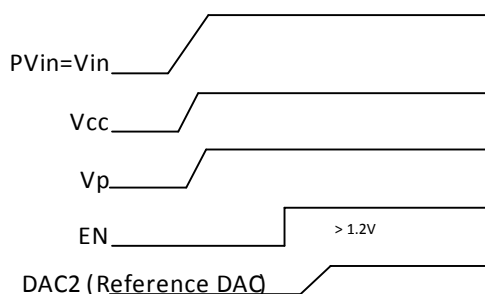 PVin=Vin
Vcc
Vp
EN
> 1.2V
DAC2 (Reference DAC)